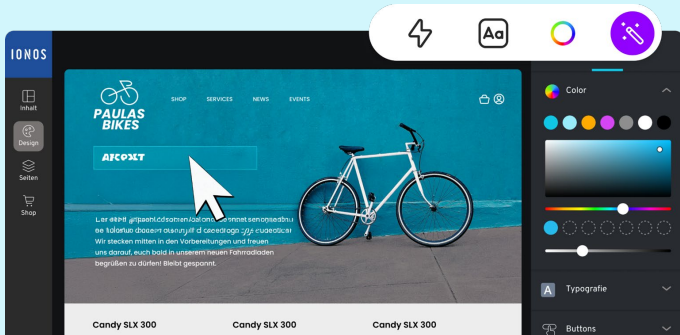 IONOS
Aa
Inhalt
Design
Seiten
Shop
PAULAS
BIKES
SHOP
SERVICES
NEWS
EVENTS
Color
Wir stecken mitten in den Vorbereitungen und freuen
uns darauf, euch bald in unserem neuen Fahrradladen
begrüßen zu dürfen! Bleibt gespannt.
A Typografie
Buttons
Candy SLX 300
Candy SLX 300
Candy SLX 300